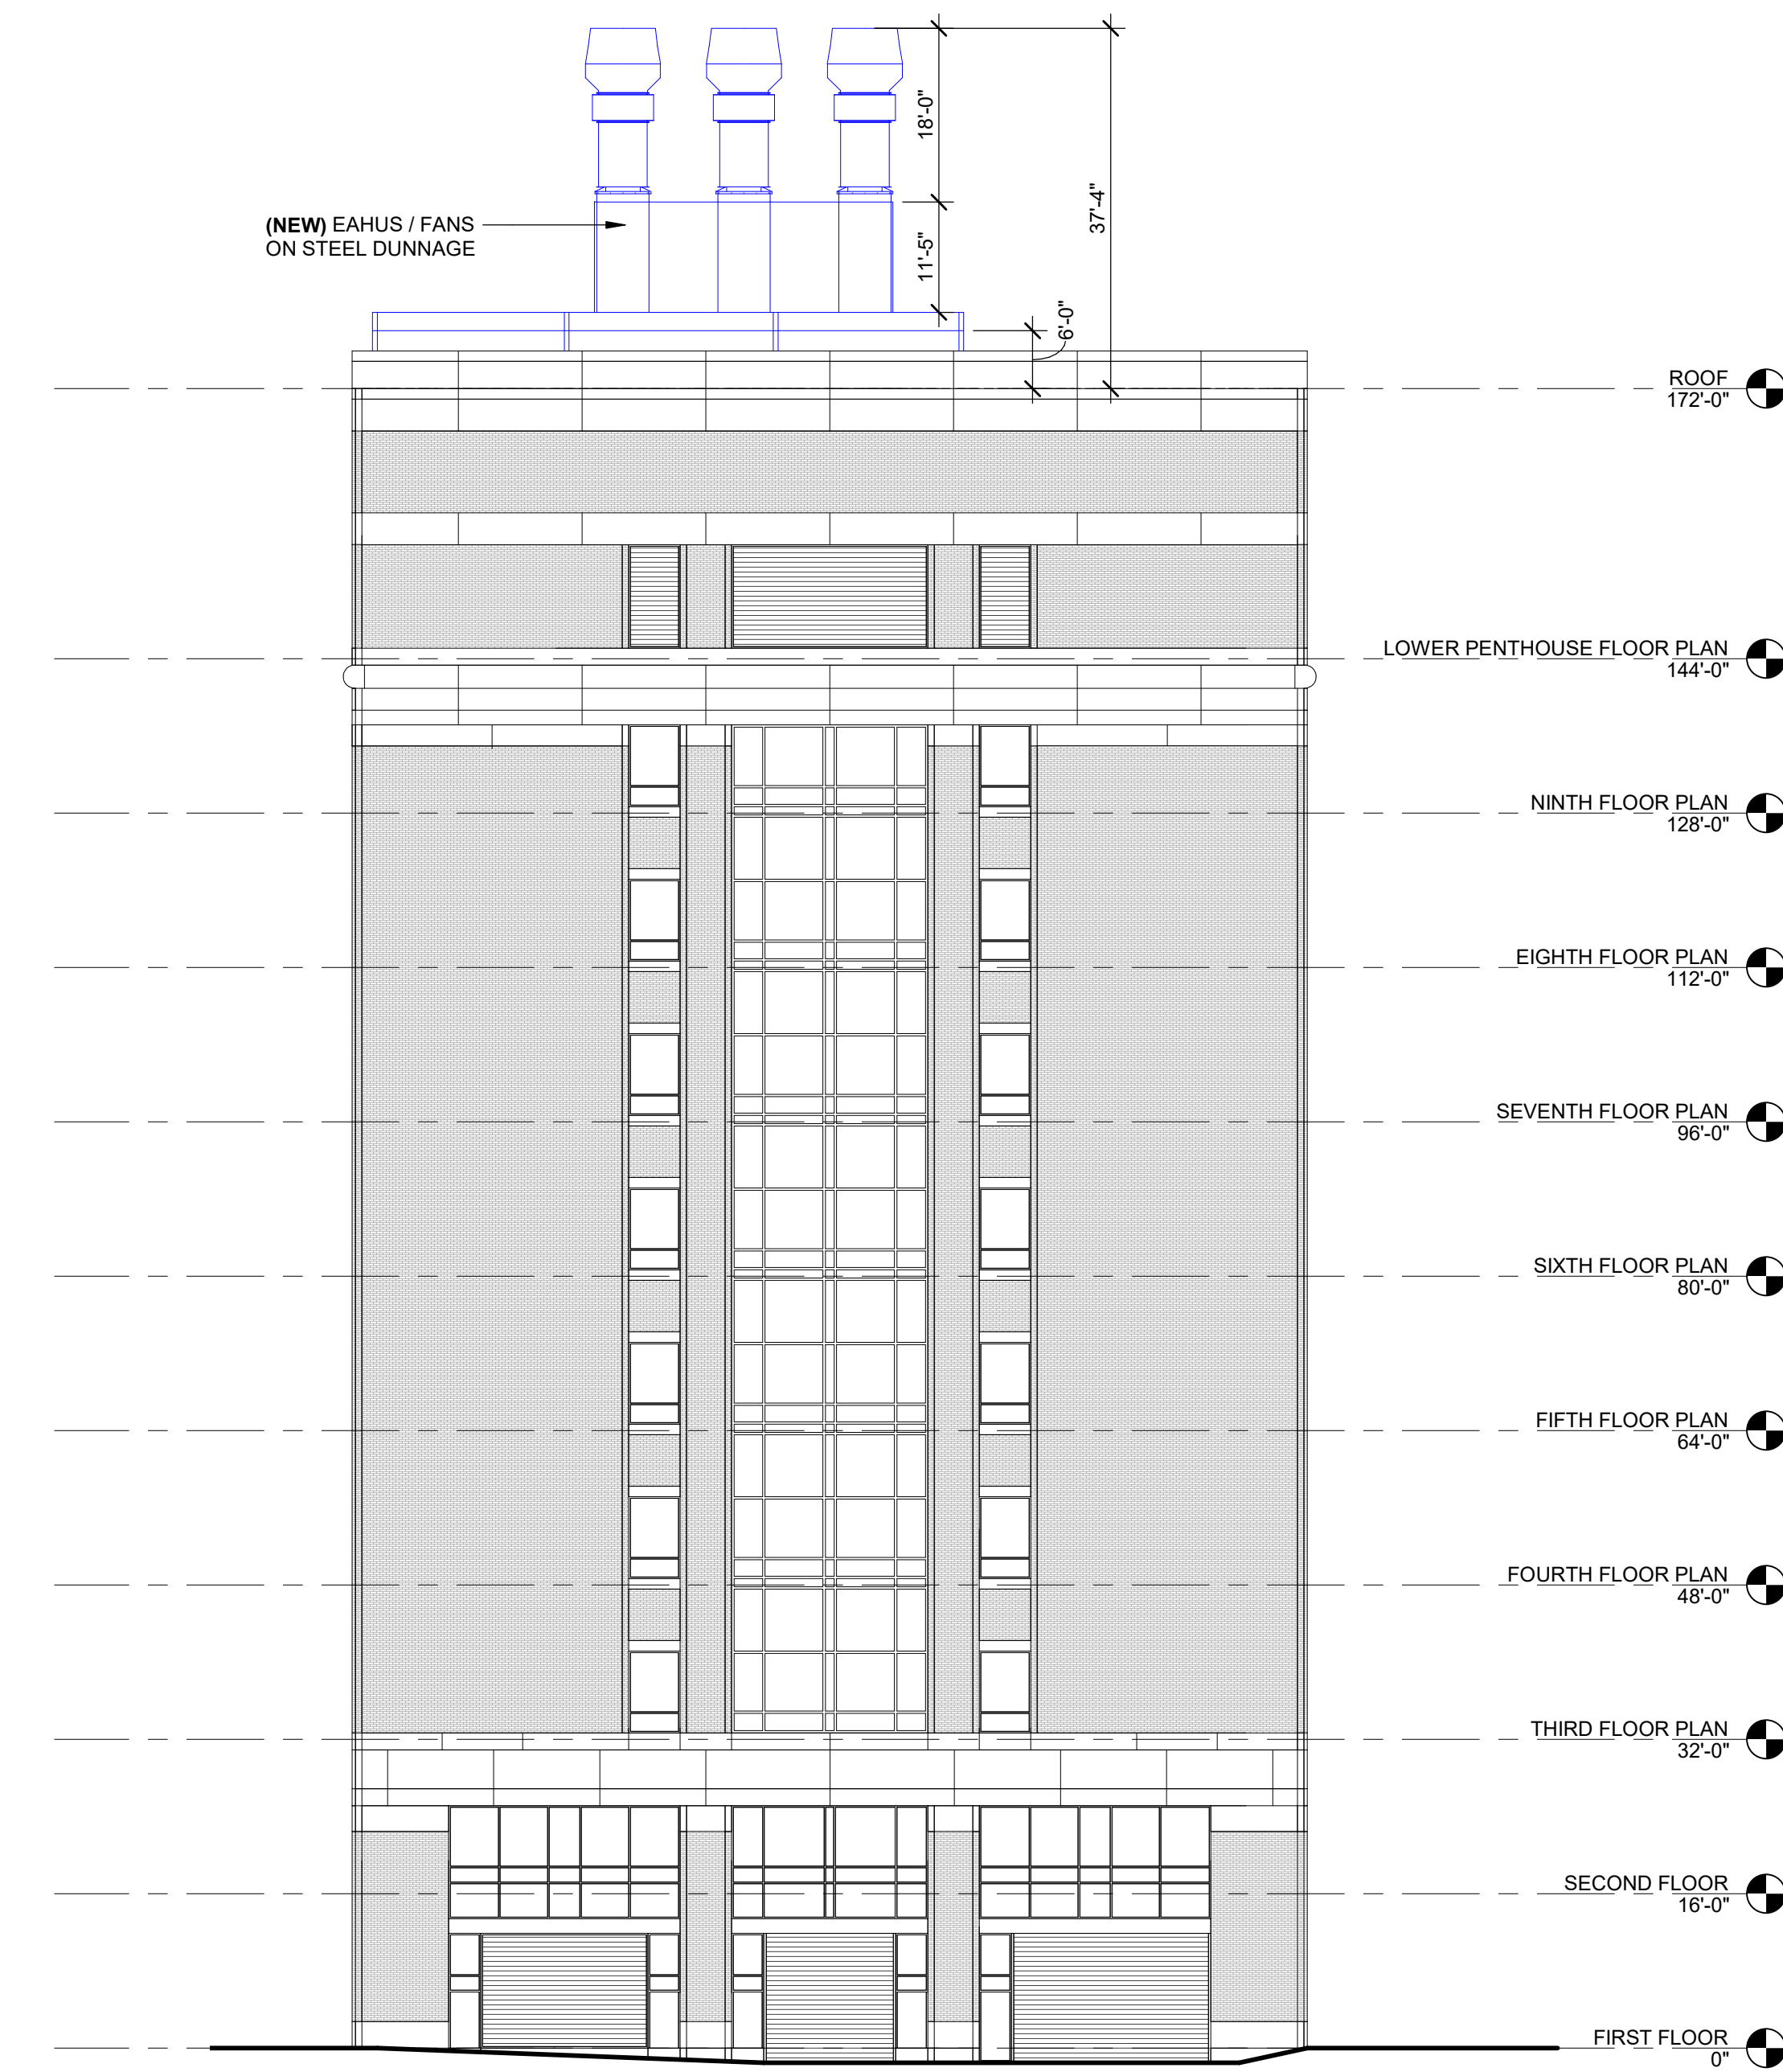 18'-0"
37'-4"
(NEW) EAHUS / FANS
ON STEEL DUNNAGE
11'-5"
6'-0"
ROOF
172'-0"
LOWER PENTHOUSE FLOOR PLAN
144'-0"
NINTH FLOOR PLAN
128'-0"
EIGHTH FLOOR PLAN
112'-0"
SEVENTH FLOOR PLAN
96'-0"
SIXTH FLOOR PLAN
80'-0"
FIFTH FLOOR PLAN
64'-0"
FOURTH FLOOR PLAN
48'-0"
THIRD FLOOR PLAN
32'-0"
SECOND FLOOR
16'-0"
FIRST FLOOR
0"